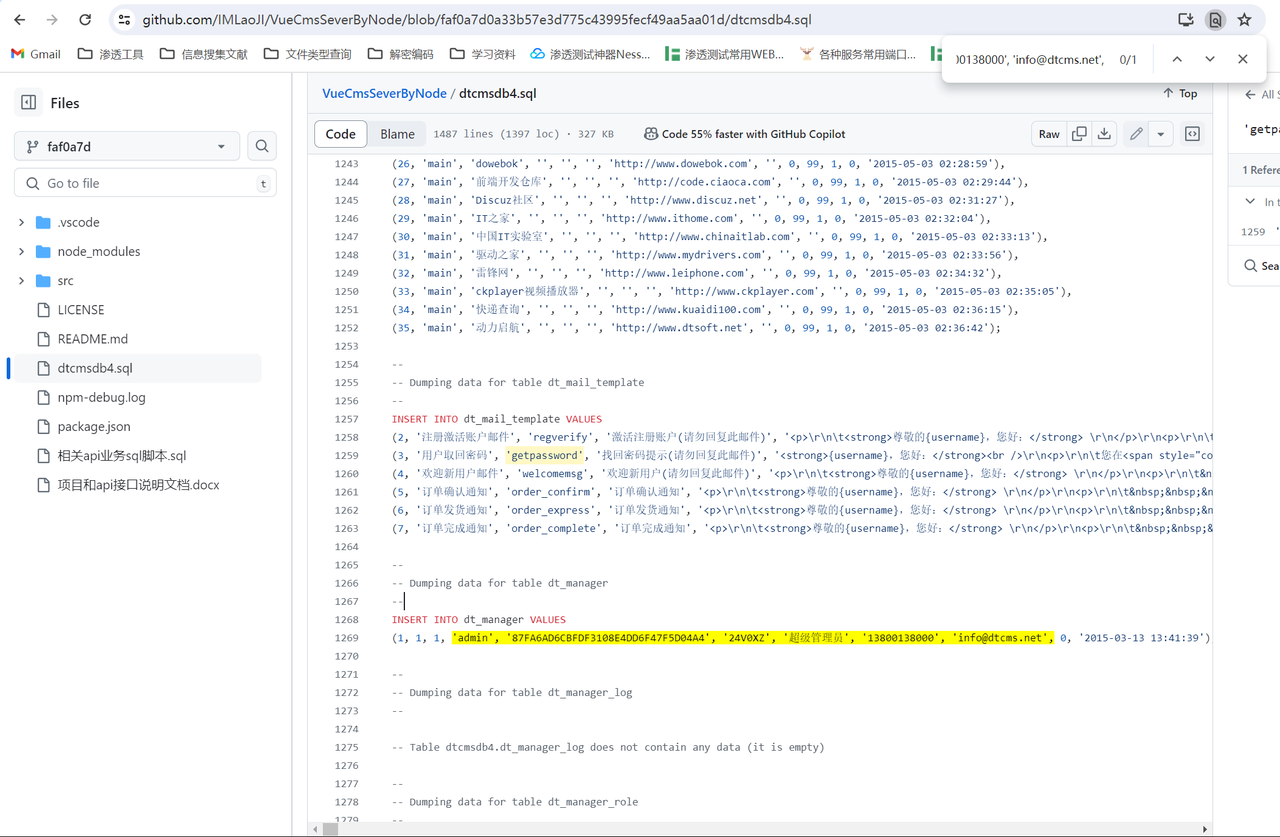 github.com/IMLaoJI/VueCmsSeverByNode/blob/faf0a7d0a33b57e3d775c43995fecf49aa5aa01d/dtcmsdb4.sql
Gmail 渗透工具 信息搜集文献 文件类型查询 解密编码 学习资料 渗透测试神器Ness... 渗透测试常用WEB... 各种服务常用端口...
'info@dtcms.net', 0/1
Files
faf0a7d
Go to file t
.vscode
node_modules
src
LICENSE
README.md
dtcmsdb4.sql
npm-debug.log
package.json
相关api业务sql脚本.sql
项目和api接口说明文档.docx
VueCmsSeverByNode / dtcmsdb4.sql Top
Code Blame 1487 lines (1397 loc) · 327 KB Code 55% faster with GitHub Copilot Raw
1243 (26, 'main', 'dowebok', '', '', '', 'http://www.dowebok.com', '', 0, 99, 1, 0, '2015-05-03 02:28:59'),
1244 (27, 'main', '前端开发仓库', '', '', '', 'http://code.ciaoca.com', '', 0, 99, 1, 0, '2015-05-03 02:29:44'),
1245 (28, 'main', 'Discuz社区', '', '', '', 'http://www.discuz.net', '', 0, 99, 1, 0, '2015-05-03 02:31:27'),
1246 (29, 'main', 'IT之家', '', '', '', 'http://www.ithome.com', '', 0, 99, 1, 0, '2015-05-03 02:32:04'),
1247 (30, 'main', '中国IT实验室', '', '', '', 'http://www.chinaitlab.com', '', 0, 99, 1, 0, '2015-05-03 02:33:13'),
1248 (31, 'main', '驱动之家', '', '', '', 'http://www.mydrivers.com', '', 0, 99, 1, 0, '2015-05-03 02:33:56'),
1249 (32, 'main', '雷锋网', '', '', '', 'http://www.leiphone.com', '', 0, 99, 1, 0, '2015-05-03 02:34:32'),
1250 (33, 'main', 'ckplayer视频播放器', '', '', '', 'http://www.ckplayer.com', '', 0, 99, 1, 0, '2015-05-03 02:35:05'),
1251 (34, 'main', '快递查询', '', '', '', 'http://www.kuaidi100.com', '', 0, 99, 1, 0, '2015-05-03 02:36:15'),
1252 (35, 'main', '动力启航', '', '', '', 'http://www.dtsoft.net', '', 0, 99, 1, 0, '2015-05-03 02:36:42');
1253
1254 --
1255 -- Dumping data for table dt_mail_template
1256 --
1257 INSERT INTO dt_mail_template VALUES
1258 (2, '注册激活账户邮件', 'regverify', '激活注册账户(请勿回复此邮件)', '<p>\r\n\t<strong>尊敬的{username}，您好：</strong> \r\n</p>\r\n<p>\r\n\t
1259 (3, '用户取回密码', 'getpassword', '找回密码提示(请勿回复此邮件)', '<strong>{username}，您好：</strong><br />\r\n<p>\r\n\t您在<span style="co
1260 (4, '欢迎新用户邮件', 'welcomemsg', '欢迎新用户(请勿回复此邮件)', '<p>\r\n\t<strong>尊敬的{username}，您好：</strong> \r\n</p>\r\n<p>\r\n\t&n
1261 (5, '订单确认通知', 'order_confirm', '订单确认通知', '<p>\r\n\t<strong>尊敬的{username}，您好：</strong> \r\n</p>\r\n<p>\r\n\t&nbsp;&nbsp;&n
1262 (6, '订单发货通知', 'order_express', '订单发货通知', '<p>\r\n\t<strong>尊敬的{username}，您好：</strong> \r\n</p>\r\n<p>\r\n\t&nbsp;&nbsp;&n
1263 (7, '订单完成通知', 'order_complete', '订单完成通知', '<p>\r\n\t<strong>尊敬的{username}，您好：</strong> \r\n</p>\r\n<p>\r\n\t&nbsp;&nbsp;&
1264
1265 --
1266 -- Dumping data for table dt_manager
1267 --
1268 INSERT INTO dt_manager VALUES
1269 (1, 1, 1, 'admin', '87FA6AD6CBFDF3108E4DD6F47F5D04A4', '24V0XZ', '超级管理员', '13800138000', 'info@dtcms.net', 0, '2015-03-13 13:41:39')
1270
1271 --
1272 -- Dumping data for table dt_manager_log
1273 --
1274
1275 -- Table dtcmsdb4.dt_manager_log does not contain any data (it is empty)
1276
1277 --
1278 -- Dumping data for table dt_manager_role
1279 --
All S
'getpa
1 Refere
In t
1259 '
Sea